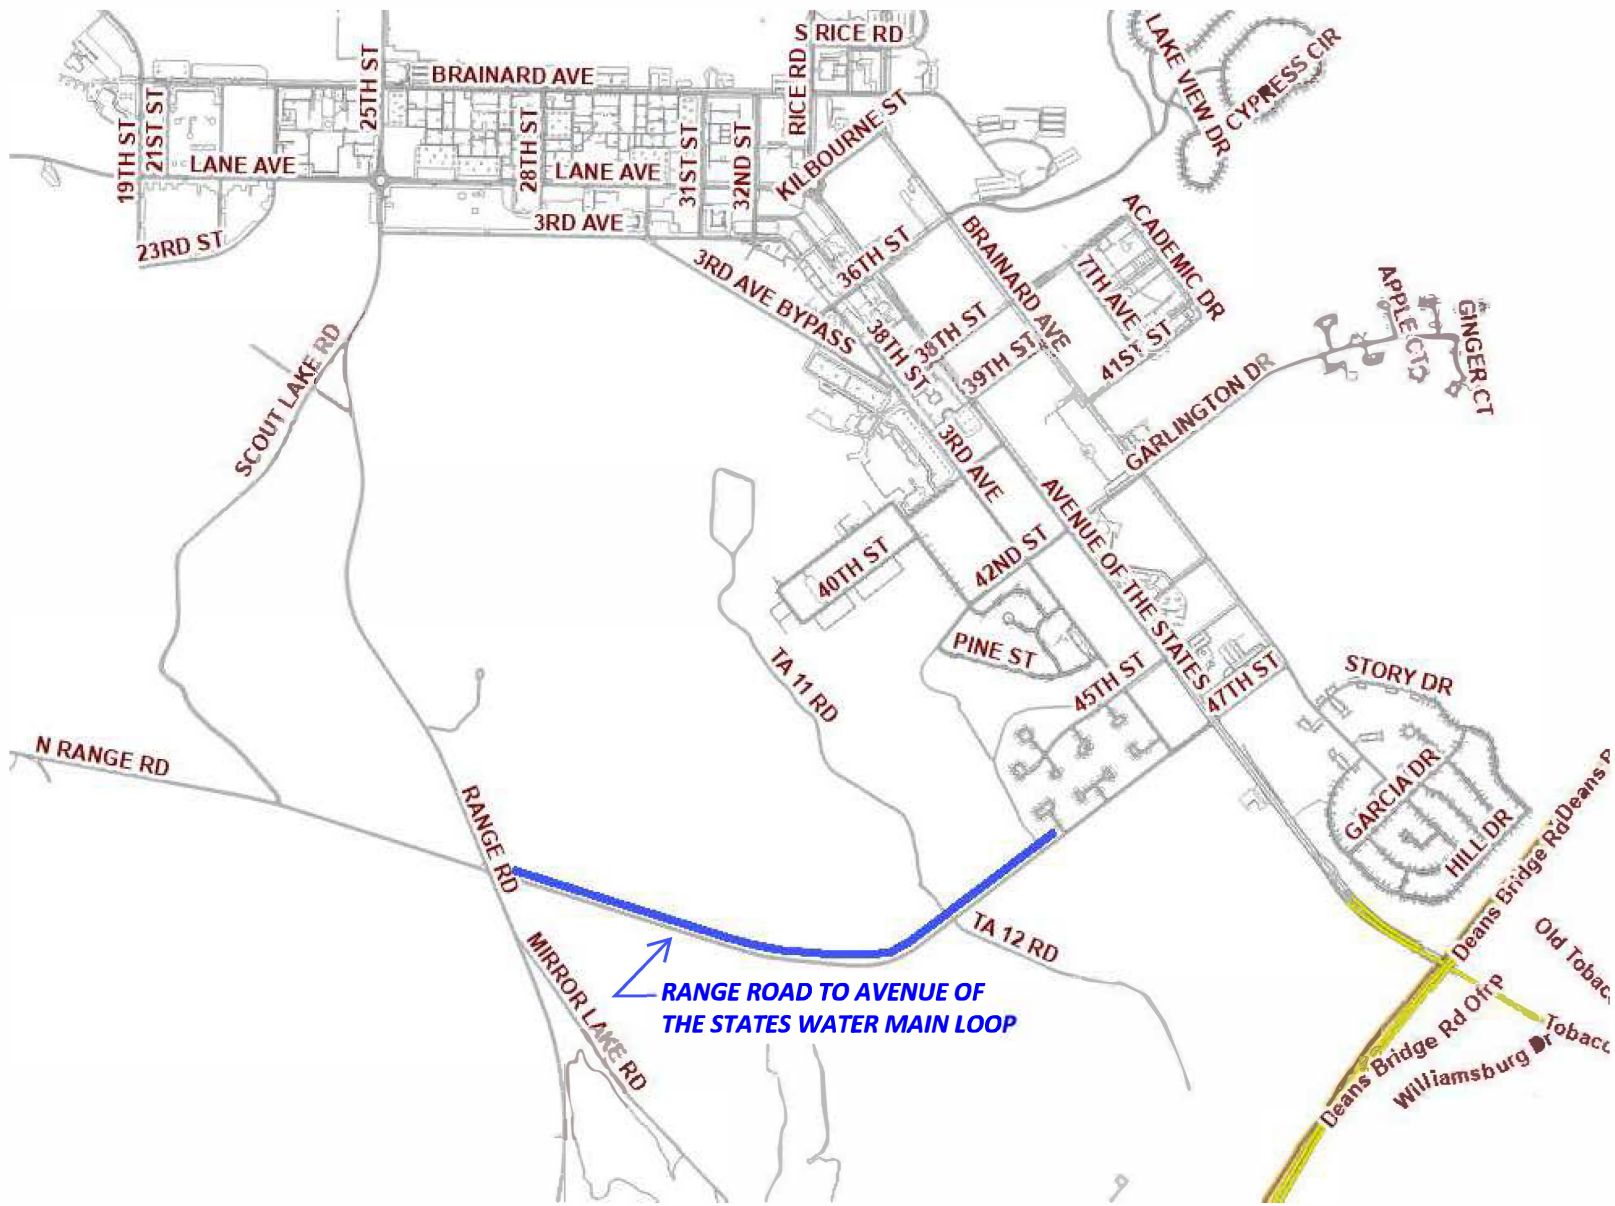 S RICE RD
LAKE VIEW DR
CYPRESS CIR
BRAINARD AVE
25TH ST
RICE RD
19TH ST
21ST ST
28TH ST
31ST ST
32ND ST
KILBOURNE ST
LANE AVE
LANE AVE
3RD AVE
23RD ST
36TH ST
BRAINARD AVE
ACADEMIC DR
7TH AVE
3RD AVE BYPASS
38TH ST
38TH ST
39TH ST
41ST ST
APPLE CT
GINGER CT
SCOUT LAKE RD
GARLINGTON DR
3RD AVE
AVENUE OF THE STATES
40TH ST
42ND ST
PINE ST
TA 11 RD
45TH ST
47TH ST
STORY DR
N RANGE RD
RANGE RD
GARCIA DR
HILL DR
Deans B
Deans Bridge Rd
TA 12 RD
MIRROR LAKE RD
RANGE ROAD TO AVENUE OF
THE STATES WATER MAIN LOOP
Old Tobacc
Deans Bridge Rd Ofrp
Tobacc
Williamsburg Dr